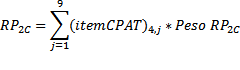 RP_{2C} = \sum_{j=1}^{9} (itemCPAT)_{4,j} * Peso RP_{2C}